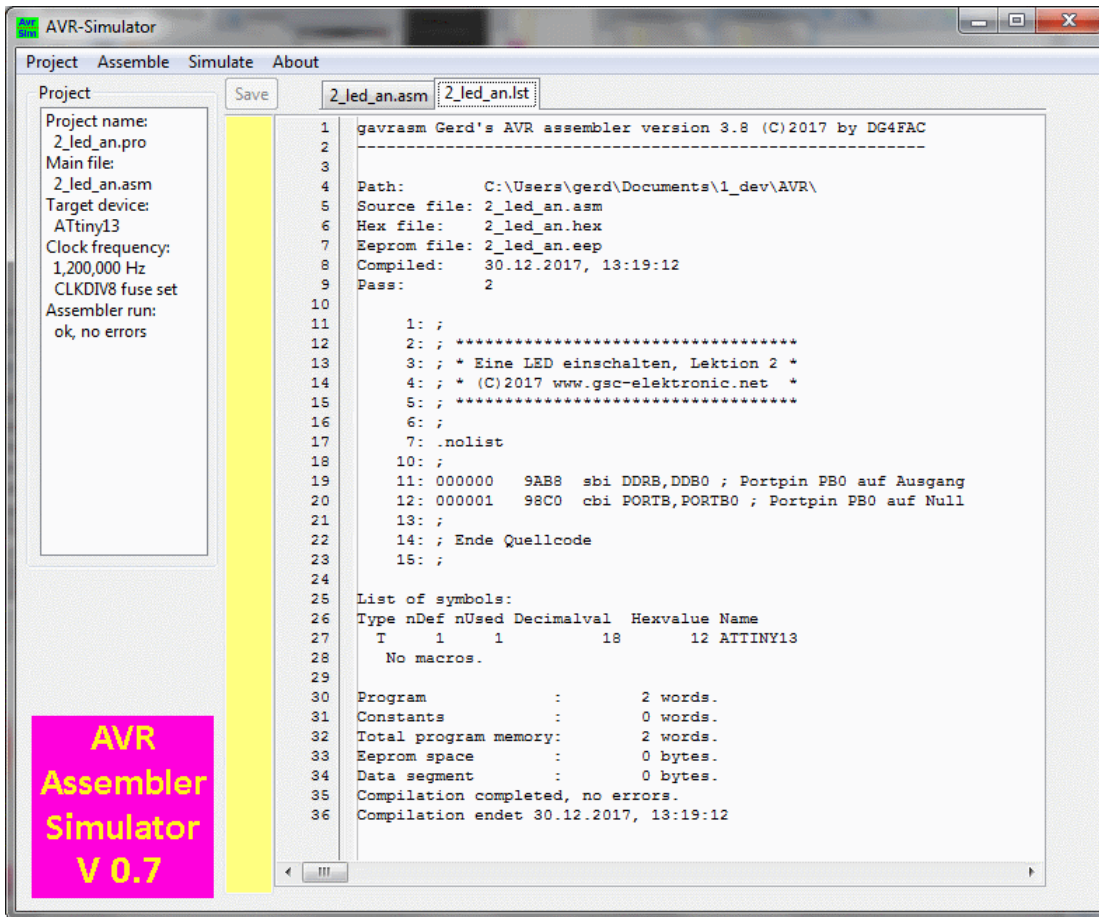 AVR-Simulator
Project Assemble Simulate About
Project
Project name:
2_led_an.pro
Main file:
2_led_an.asm
Target device:
ATtiny13
Clock frequency:
1,200,000 Hz
CLKDIV8 fuse set
Assembler run:
ok, no errors
AVR
Assembler
Simulator
V 0.7
Save
2_led_an.asm 2_led_an.lst
1 gavrasm Gerd's AVR assembler version 3.8 (C)2017 by DG4FAC
2 ----------------------------------------------------------
3
4 Path: C:\Users\gerd\Documents\1_dev\AVR\
5 Source file: 2_led_an.asm
6 Hex file: 2_led_an.hex
7 Eeprom file: 2_led_an.eep
8 Compiled: 30.12.2017, 13:19:12
9 Pass: 2
10
11 1: ;
12 2: ; ***********************************
13 3: ; * Eine LED einschalten, Lektion 2 *
14 4: ; * (C)2017 www.gsc-elektronic.net *
15 5: ; ***********************************
16 6: ;
17 7: .nolist
18 10: ;
19 11: 000000 9AB8 sbi DDRB,DDB0 ; Portpin PB0 auf Ausgang
20 12: 000001 98C0 cbi PORTB,PORTB0 ; Portpin PB0 auf Null
21 13: ;
22 14: ; Ende Quellcode
23 15: ;
24
25 List of symbols:
26 Type nDef nUsed Decimalval Hexvalue Name
27 T 1 1 18 12 ATTINY13
28 No macros.
29
30 Program : 2 words.
31 Constants : 0 words.
32 Total program memory: 2 words.
33 Eeprom space : 0 bytes.
34 Data segment : 0 bytes.
35 Compilation completed, no errors.
36 Compilation endet 30.12.2017, 13:19:12